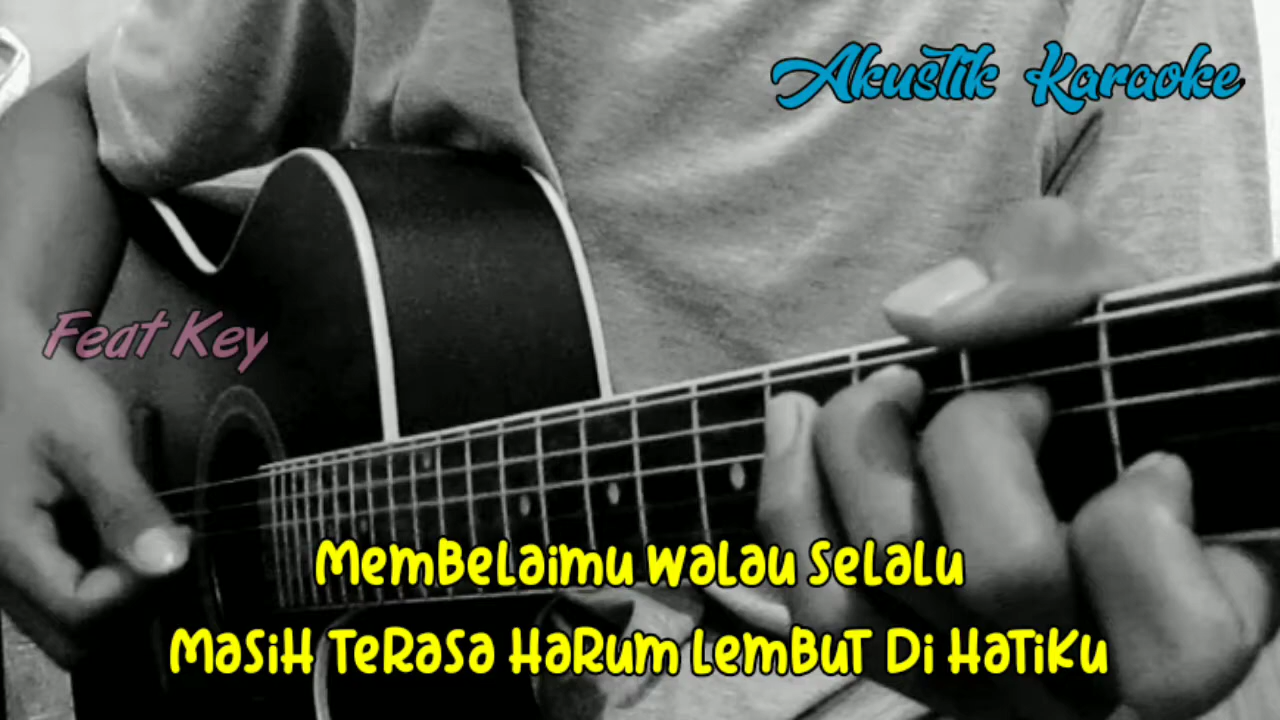 Akustik Karaoke
Feat Key
Membelaimu walau selalu
Masih terasa harum lembut di hatiku